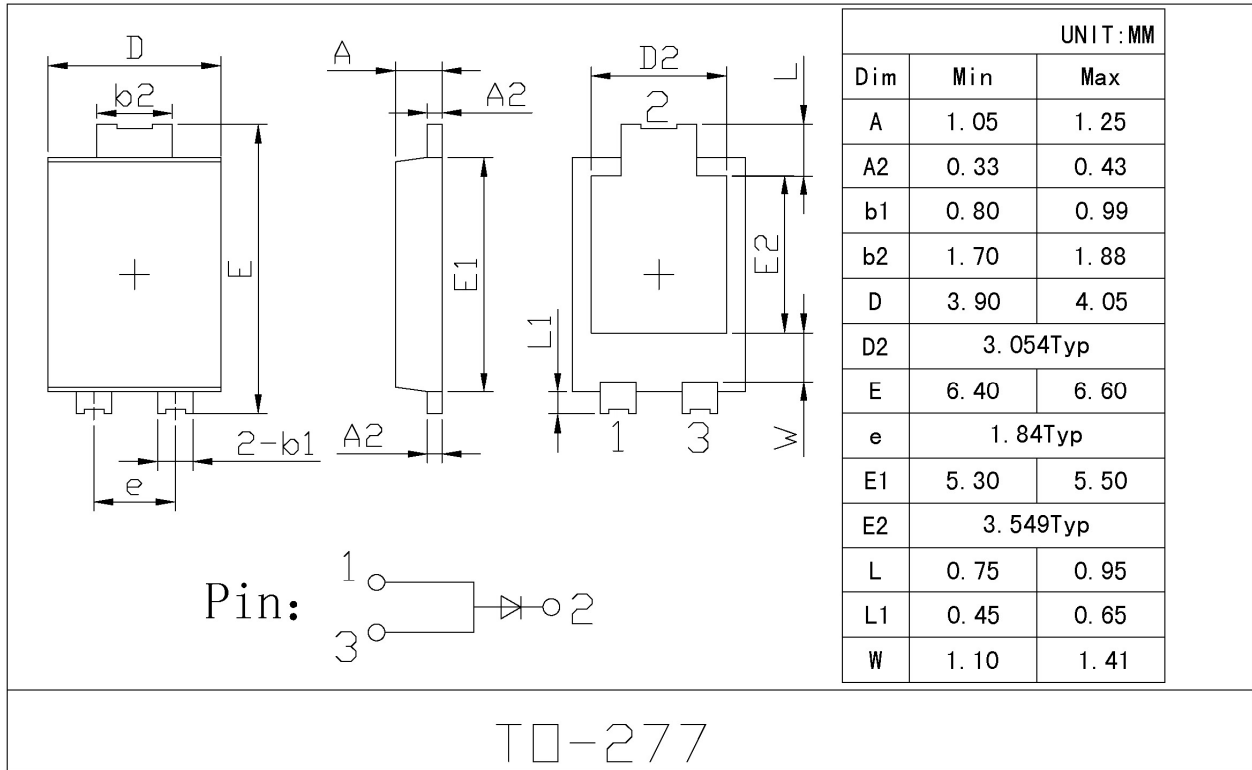 D
b2
E
2-b1
e
A
A2
E1
L1
A2
D2
L
2
E2
W
1 3
UNIT:MM
Dim Min Max
A 1.05 1.25
A2 0.33 0.43
b1 0.80 0.99
b2 1.70 1.88
D 3.90 4.05
D2 3.054Typ
E 6.40 6.60
e 1.84Typ
E1 5.30 5.50
E2 3.549Typ
L 0.75 0.95
L1 0.45 0.65
W 1.10 1.41
Pin:
1
3
2
TO-277